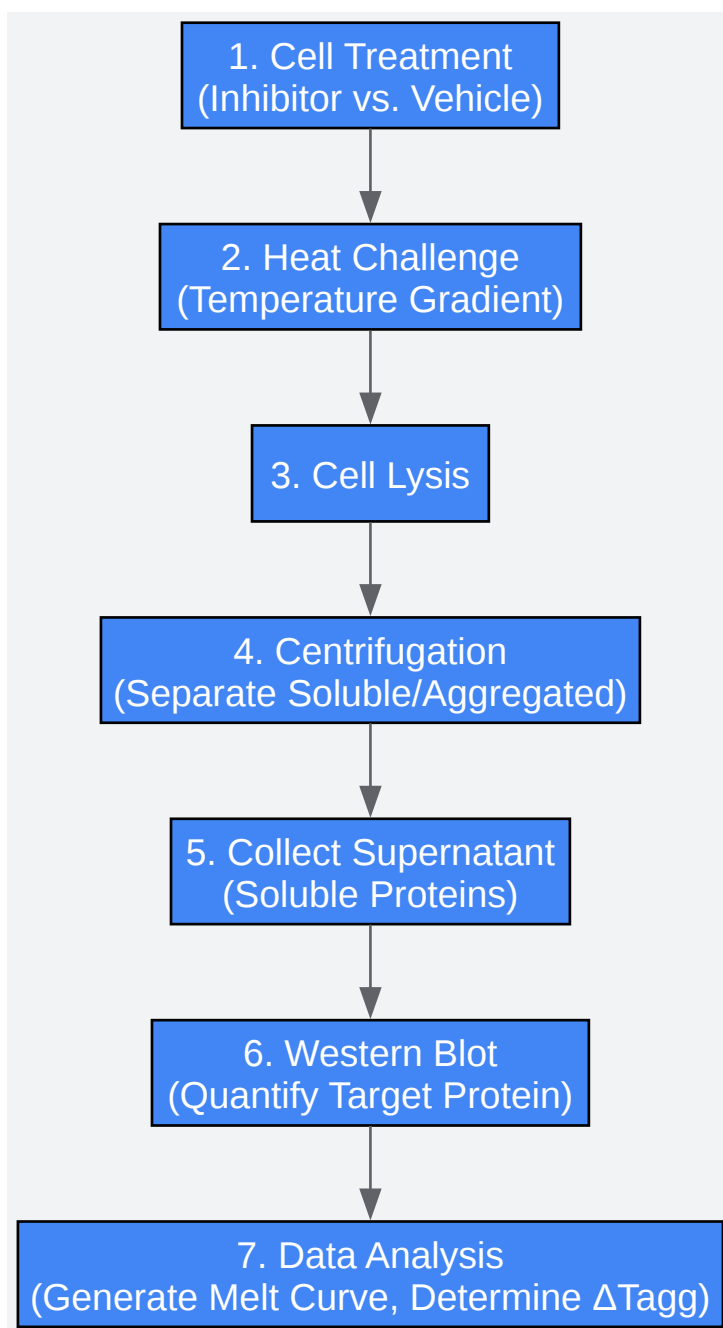 1. Cell Treatment
(Inhibitor vs. Vehicle)
2. Heat Challenge
(Temperature Gradient)
3. Cell Lysis
4. Centrifugation
(Separate Soluble/Aggregated)
5. Collect Supernatant
(Soluble Proteins)
6. Western Blot
(Quantify Target Protein)
7. Data Analysis
(Generate Melt Curve, Determine ΔTagg)